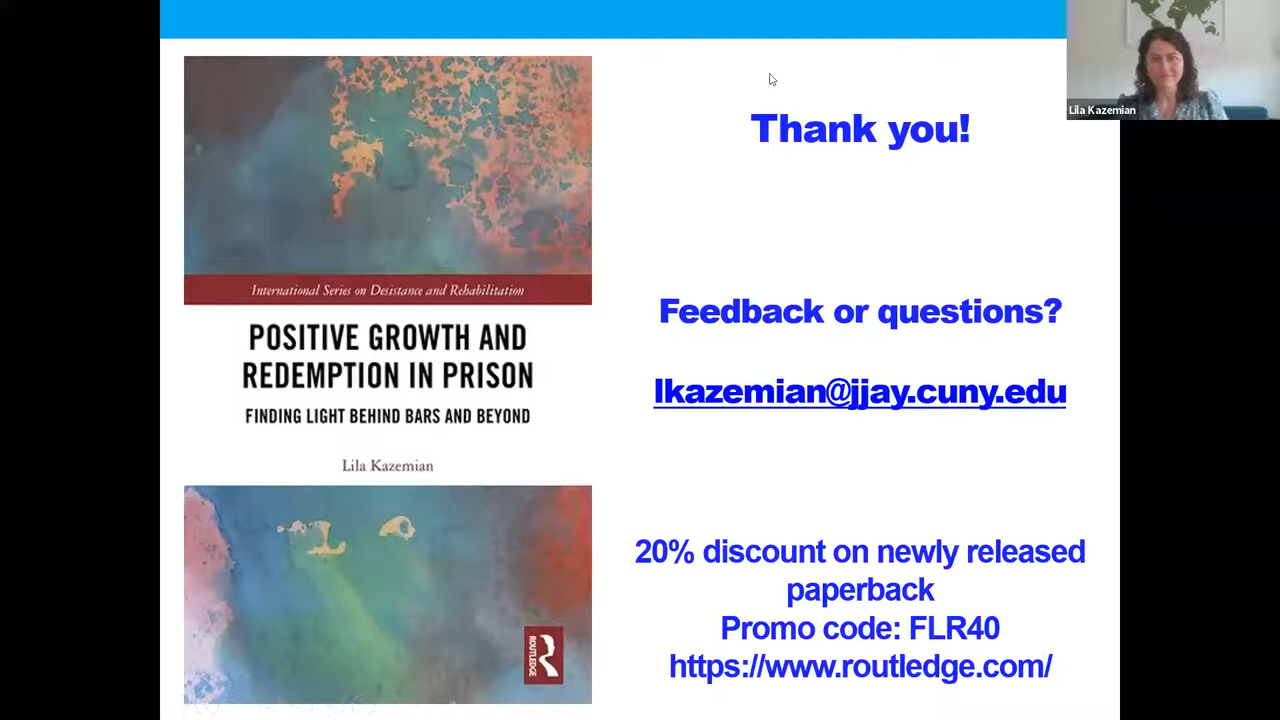 International Series on Desistance and Rehabilitation
POSITIVE GROWTH AND
REDEMPTION IN PRISON
FINDING LIGHT BEHIND BARS AND BEYOND
Lila Kazemian
ROUTLEDGE
Thank you!
Feedback or questions?
lkazemian@jjay.cuny.edu
20% discount on newly released
paperback
Promo code: FLR40
https://www.routledge.com/
Lila Kazemian